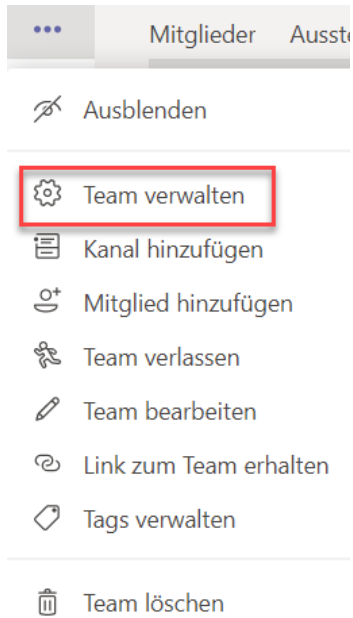 Mitglieder Ausste
Ausblenden
Team verwalten
Kanal hinzufügen
Mitglied hinzufügen
Team verlassen
Team bearbeiten
Link zum Team erhalten
Tags verwalten
Team löschen